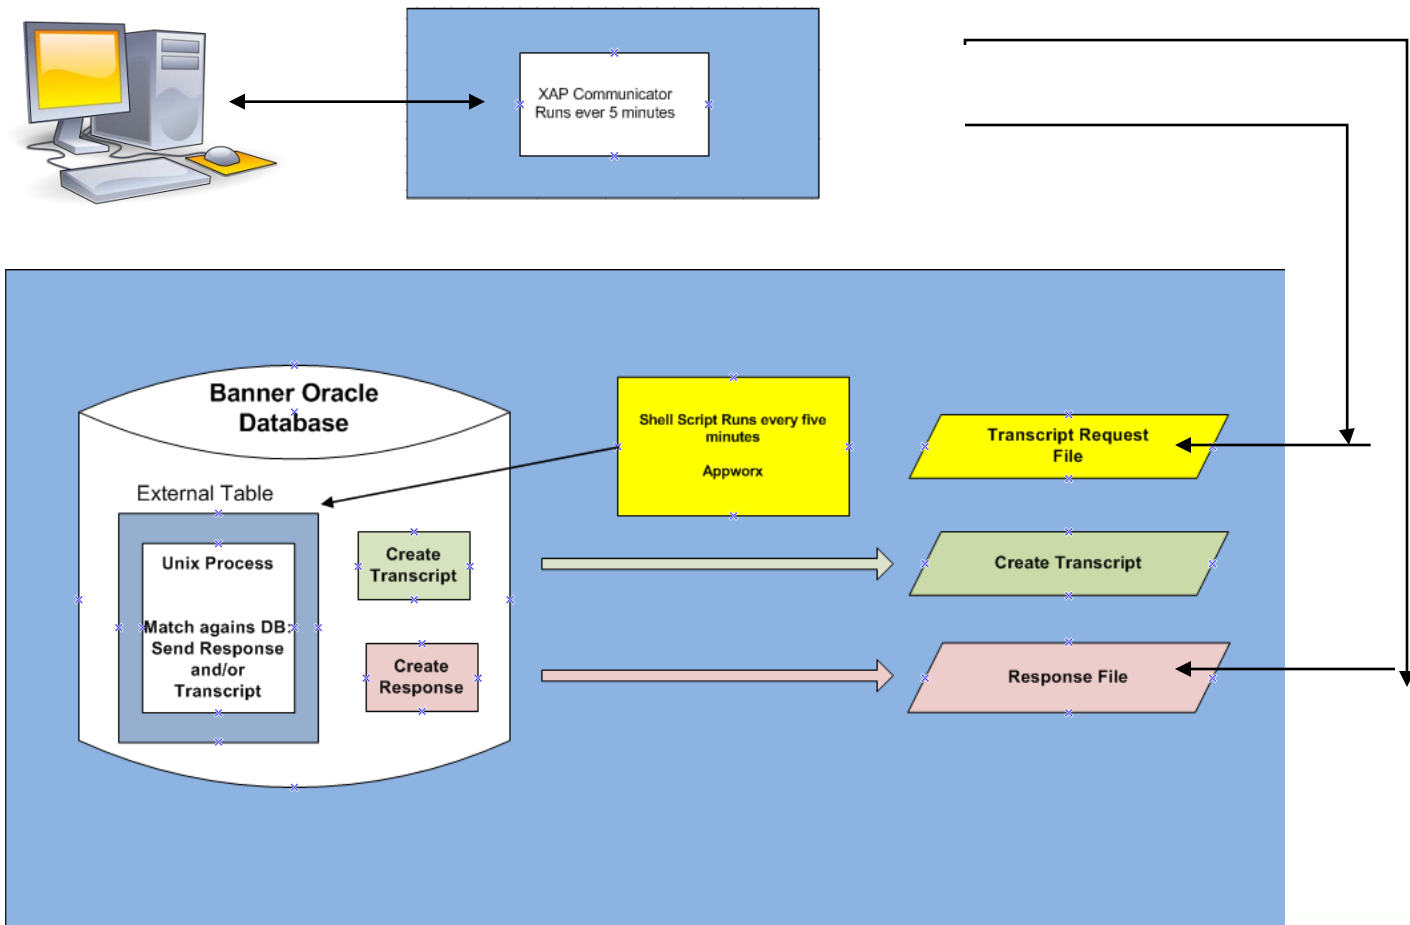 XAP Communicator
Runs ever 5 minutes
Banner Oracle
Database
External Table
Unix Process
Match agains DB:
Send Response
and/or
Transcript
Create
Transcript
Create
Response
Shell Script Runs every five
minutes
Appworx
Transcript Request
File
Create Transcript
Response File